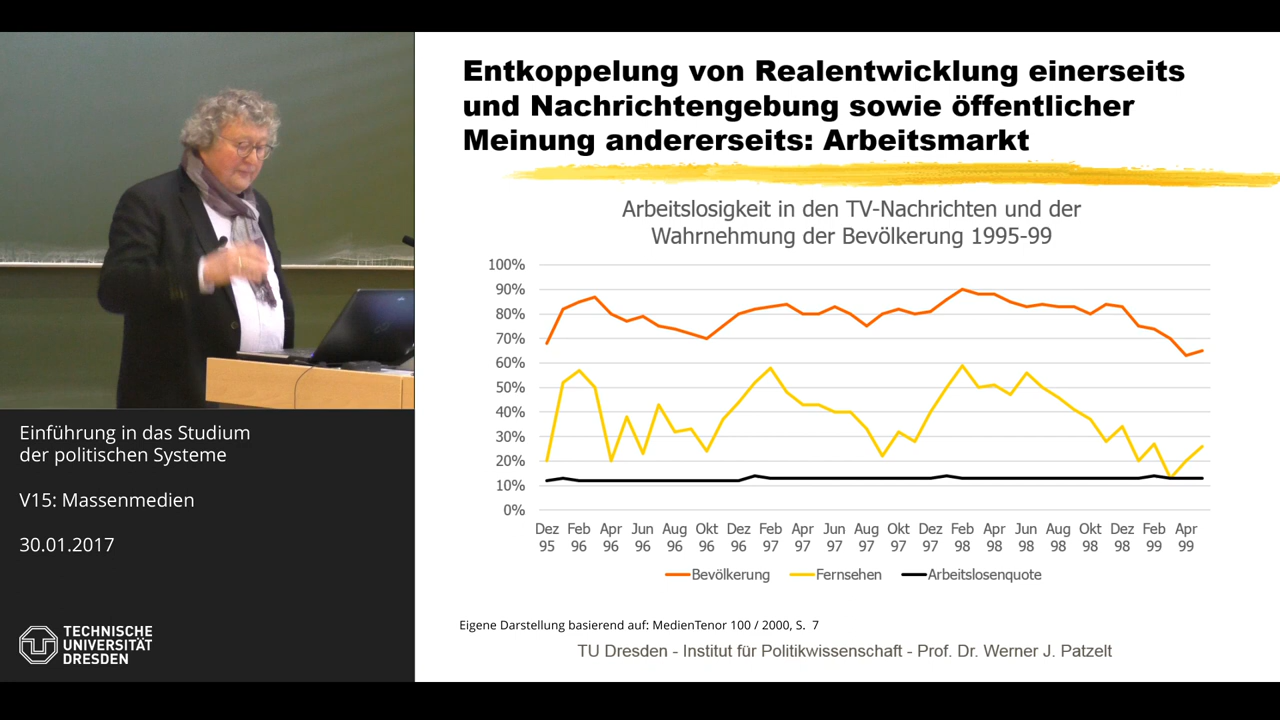 Entkoppelung von Realentwicklung einerseits
und Nachrichtengebung sowie öffentlicher
Meinung andererseits: Arbeitsmarkt
Arbeitslosigkeit in den TV-Nachrichten und der
Wahrnehmung der Bevölkerung 1995-99
100%
90%
80%
70%
60%
50%
40%
30%
20%
10%
0%
Dez Feb Apr Jun Aug Okt Dez Feb Apr Jun Aug Okt Dez Feb Apr Jun Aug Okt Dez Feb Apr
95 96 96 96 96 96 96 97 97 97 97 97 97 98 98 98 98 98 98 99 99
Bevölkerung Fernsehen Arbeitslosenquote
Eigene Darstellung basierend auf: MedienTenor 100 / 2000, S. 7
TU Dresden - Institut für Politikwissenschaft - Prof. Dr. Werner J. Patzelt
Einführung in das Studium
der politischen Systeme
V15: Massenmedien
30.01.2017
TECHNISCHE
UNIVERSITÄT
DRESDEN